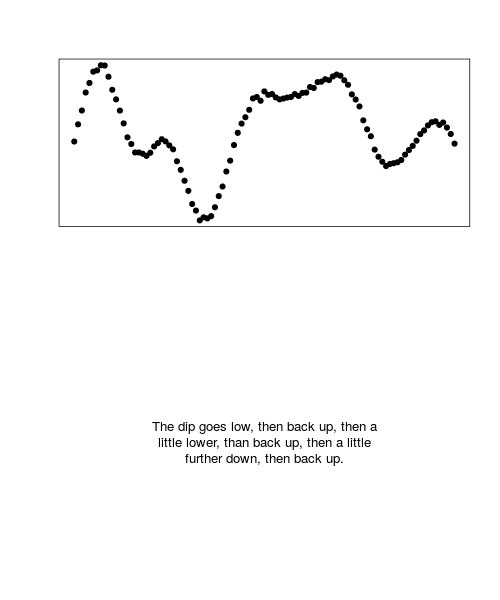 The dip goes low, then back up, then a
little lower, than back up, then a little
further down, then back up.